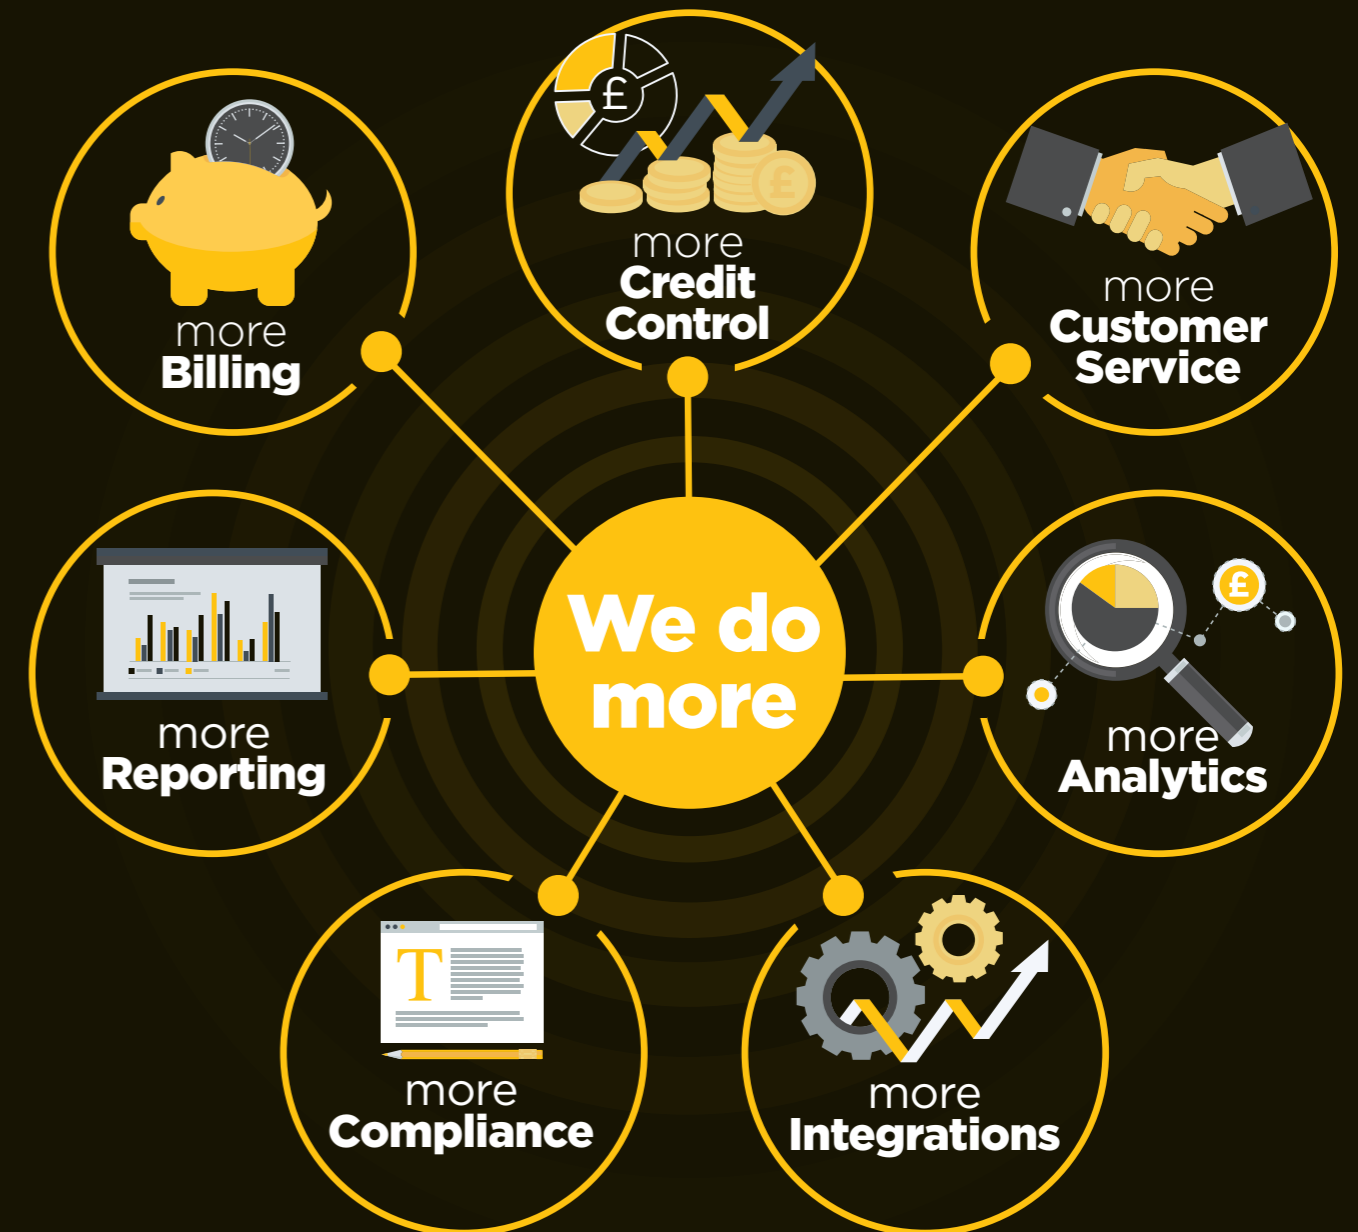 £
£
more
Credit
Control
more
Billing
more
Customer
Service
We do
more
more
Reporting
£
more
Analytics
T
more
Compliance
more
Integrations